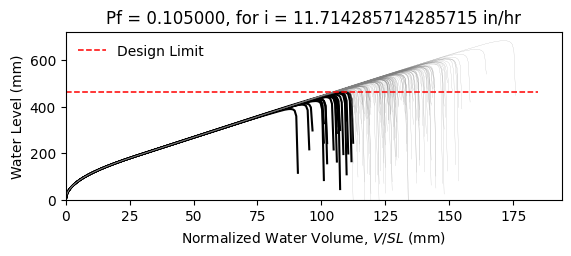 Pf = 0.105000, for i = 11.714285714285715 in/hr
Design Limit
Water Level (mm)
600
400
200
0
0 25 50 75 100 125 150 175
Normalized Water Volume, V/SL (mm)